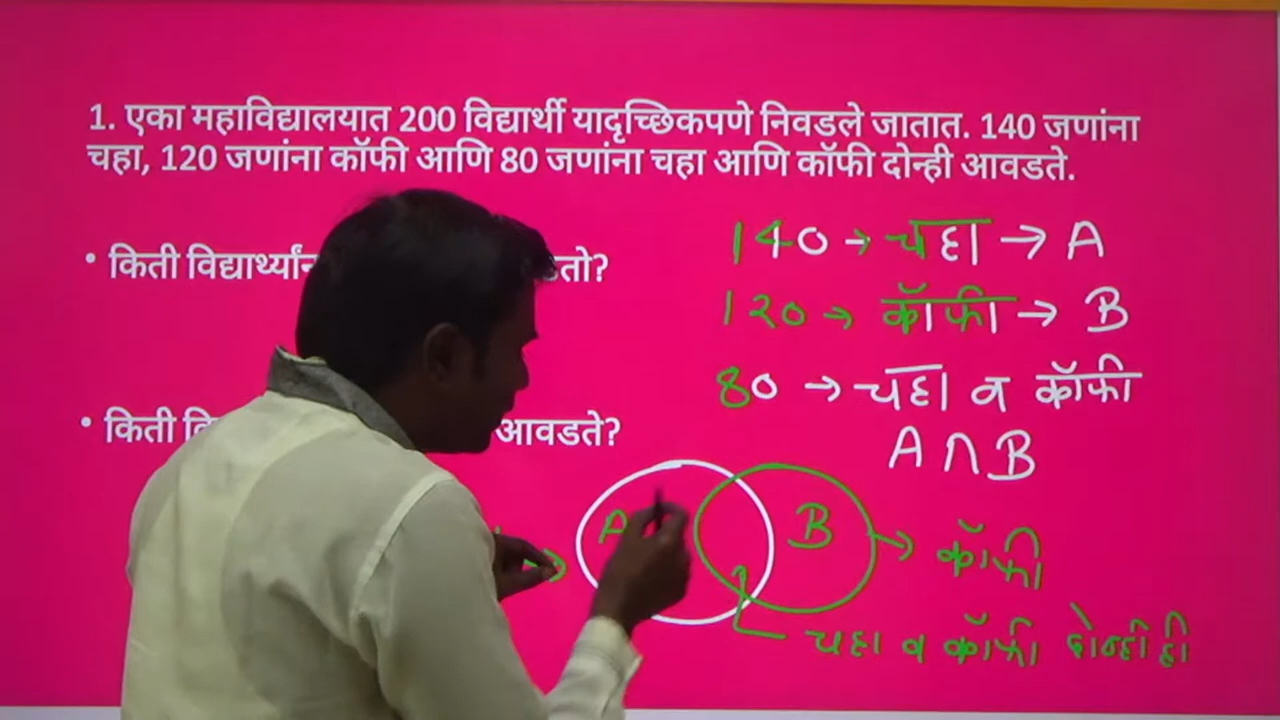 1. एका महाविद्यालयात 200 विद्यार्थी यादृच्छिकपणे निवडले जातात. 140 जणांना
चहा, 120 जणांना कॉफी आणि 80 जणांना चहा आणि कॉफी दोन्ही आवडते.
140 → चहा → A
• किती
120 → कॉफी → B
80 → चहा व कॉफी
• किती आवडते?
A∩B
A B → कॉफी
चहा व कॉफी दोन्ही ही